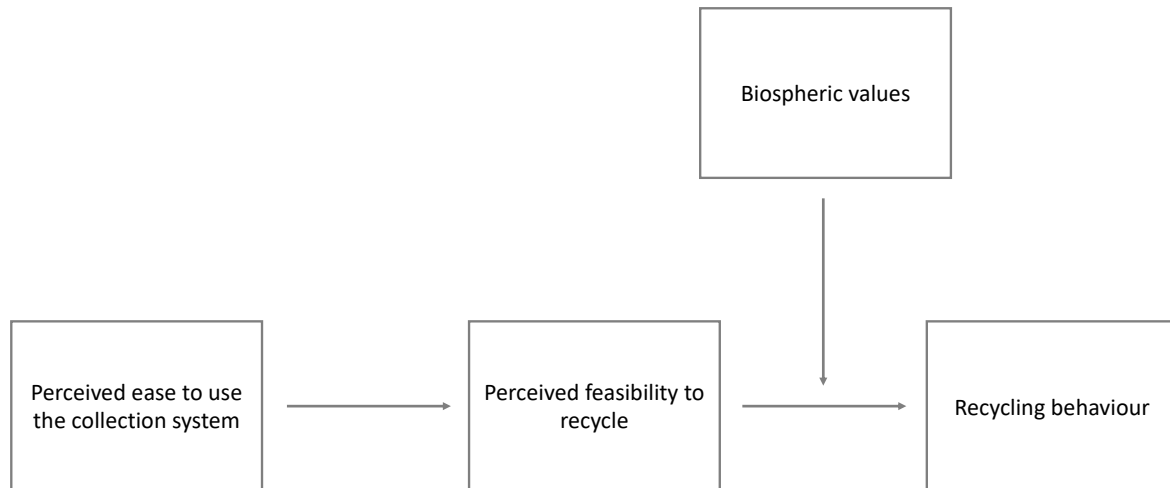 Biospheric values
Perceived ease to use
the collection system
Perceived feasibility to
recycle
Recycling behaviour